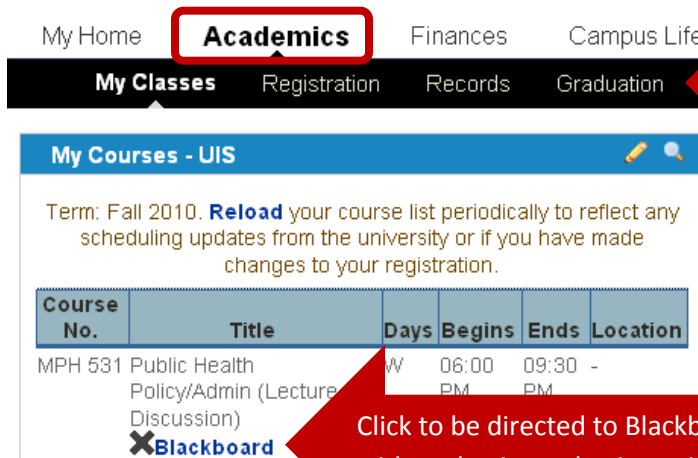 My Home Academics Finances Campus Life
My Classes Registration Records Graduation
My Courses - UIS
Term: Fall 2010. Reload your course list periodically to reflect any
scheduling updates from the university or if you have made
changes to your registration.
Course No. Title Days Begins Ends Location
MPH 531 Public Health W 06:00 09:30 -
Policy/Admin (Lecture PM PM
Discussion)
Click to be directed to
Blackboard